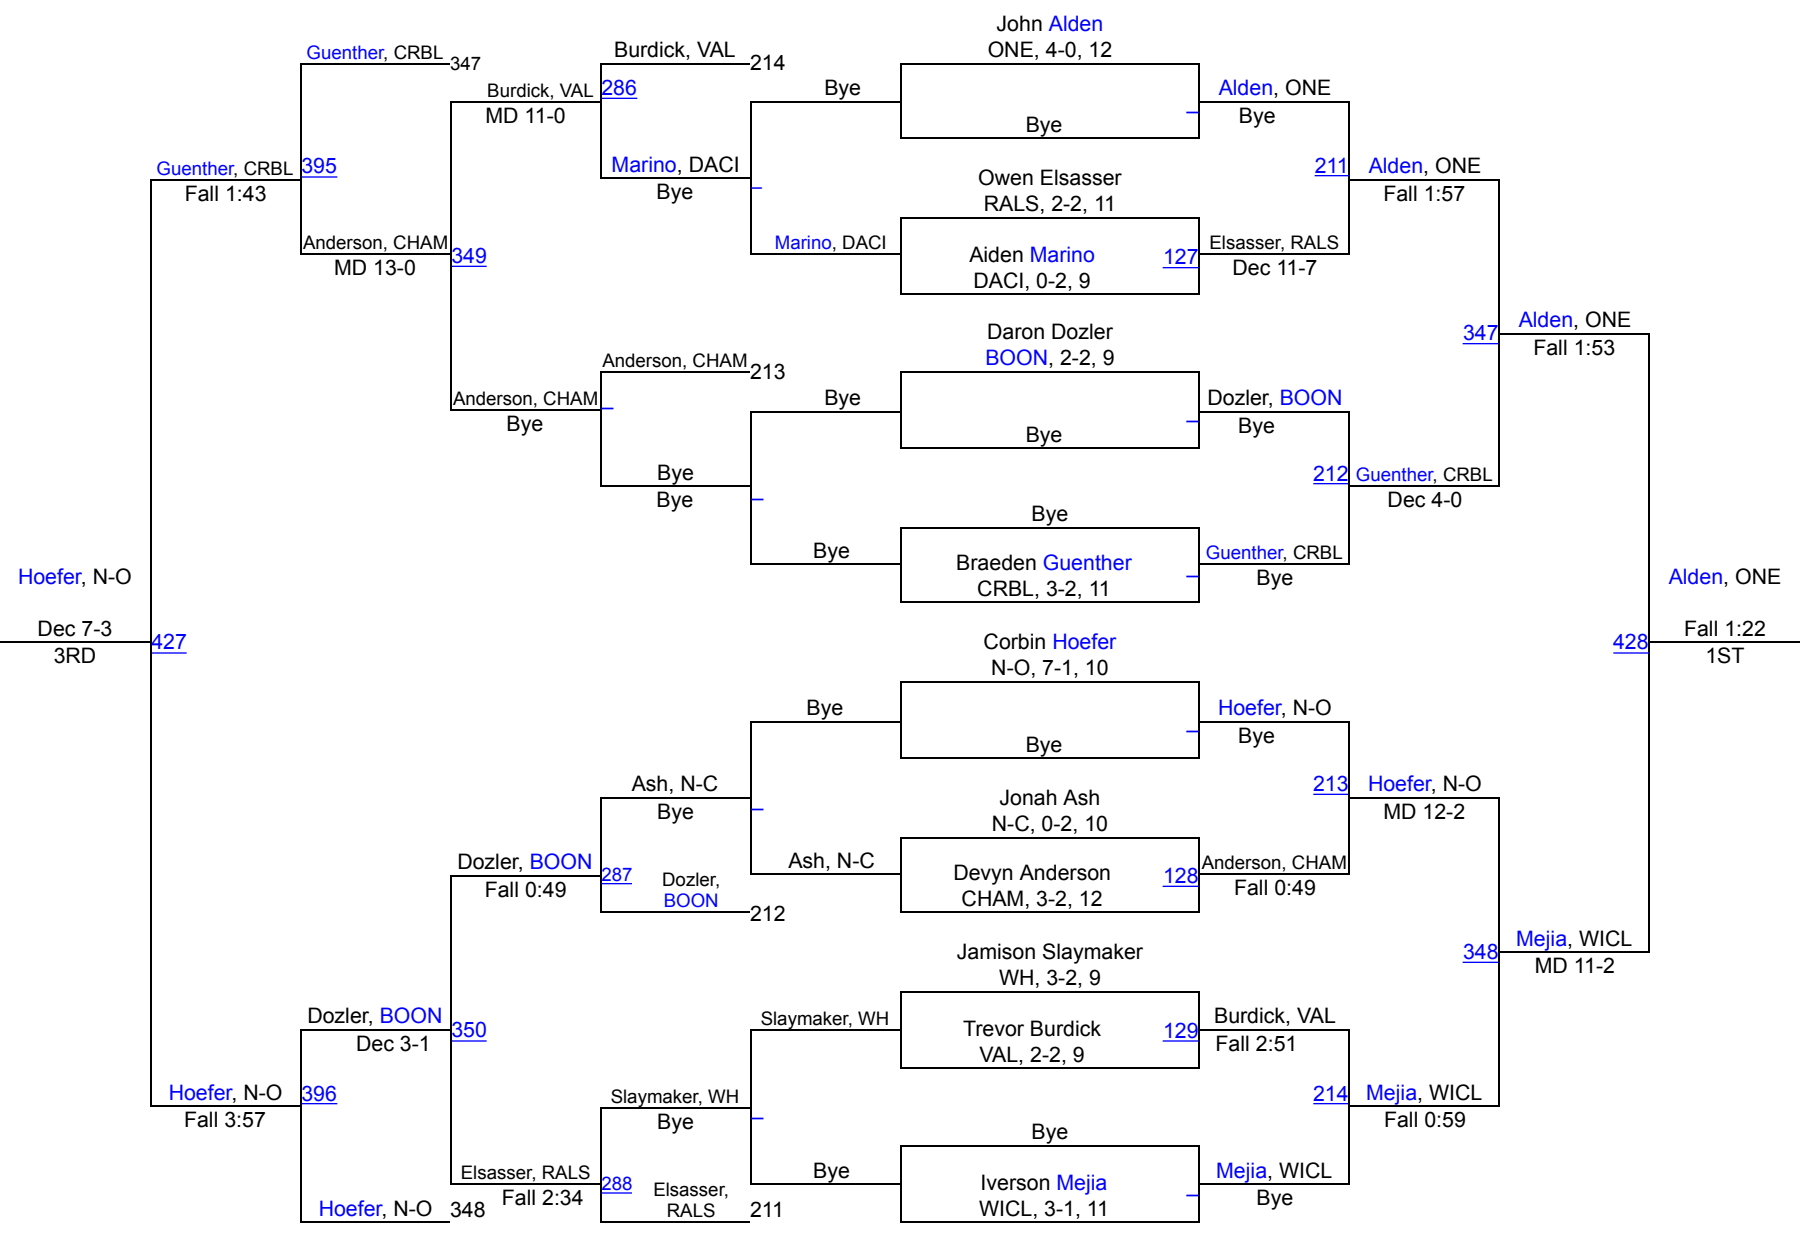 John Alden
ONE, 4-0, 12
Guenther, CRBL
347
Burdick, VAL
214
Burdick, VAL
MD 11-0
286
Bye
Alden, ONE
Bye
Bye
Guenther, CRBL
Fall 1:43
395
Marino, DACI
Bye
Owen Elsasser
RALS, 2-2, 11
211
Alden, ONE
Fall 1:57
Anderson, CHAM
MD 13-0
349
Marino, DACI
Aiden Marino
DACI, 0-2, 9
127
Elsasser, RALS
Dec 11-7
Daron Dozler
BOON, 2-2, 9
347
Alden, ONE
Fall 1:53
Anderson, CHAM
213
Anderson, CHAM
Bye
Bye
Dozler, BOON
Bye
Bye
Bye
Bye
212
Guenther, CRBL
Dec 4-0
Bye
Bye
Braeden Guenther
CRBL, 3-2, 11
Guenther, CRBL
Bye
Hoefer, N-O
Dec 7-3
3RD
427
Alden, ONE
Fall 1:22
1ST
428
Corbin Hoefer
N-O, 7-1, 10
Bye
Hoefer, N-O
Bye
Bye
Ash, N-C
Bye
Jonah Ash
N-C, 0-2, 10
213
Hoefer, N-O
MD 12-2
Dozler, BOON
Fall 0:49
287
Dozler,
BOON
212
Ash, N-C
Devyn Anderson
CHAM, 3-2, 12
128
Anderson, CHAM
Fall 0:49
Jamison Slaymaker
WH, 3-2, 9
348
Mejia, WICL
MD 11-2
Dozler, BOON
Dec 3-1
350
Slaymaker, WH
Trevor Burdick
VAL, 2-2, 9
129
Burdick, VAL
Fall 2:51
Hoefer, N-O
Fall 3:57
396
Slaymaker, WH
Bye
214
Mejia, WICL
Fall 0:59
Bye
Elsasser, RALS
Fall 2:34
288
Elsasser,
RALS
211
Bye
Iverson Mejia
WICL, 3-1, 11
Mejia, WICL
Bye
Hoefer, N-O
348